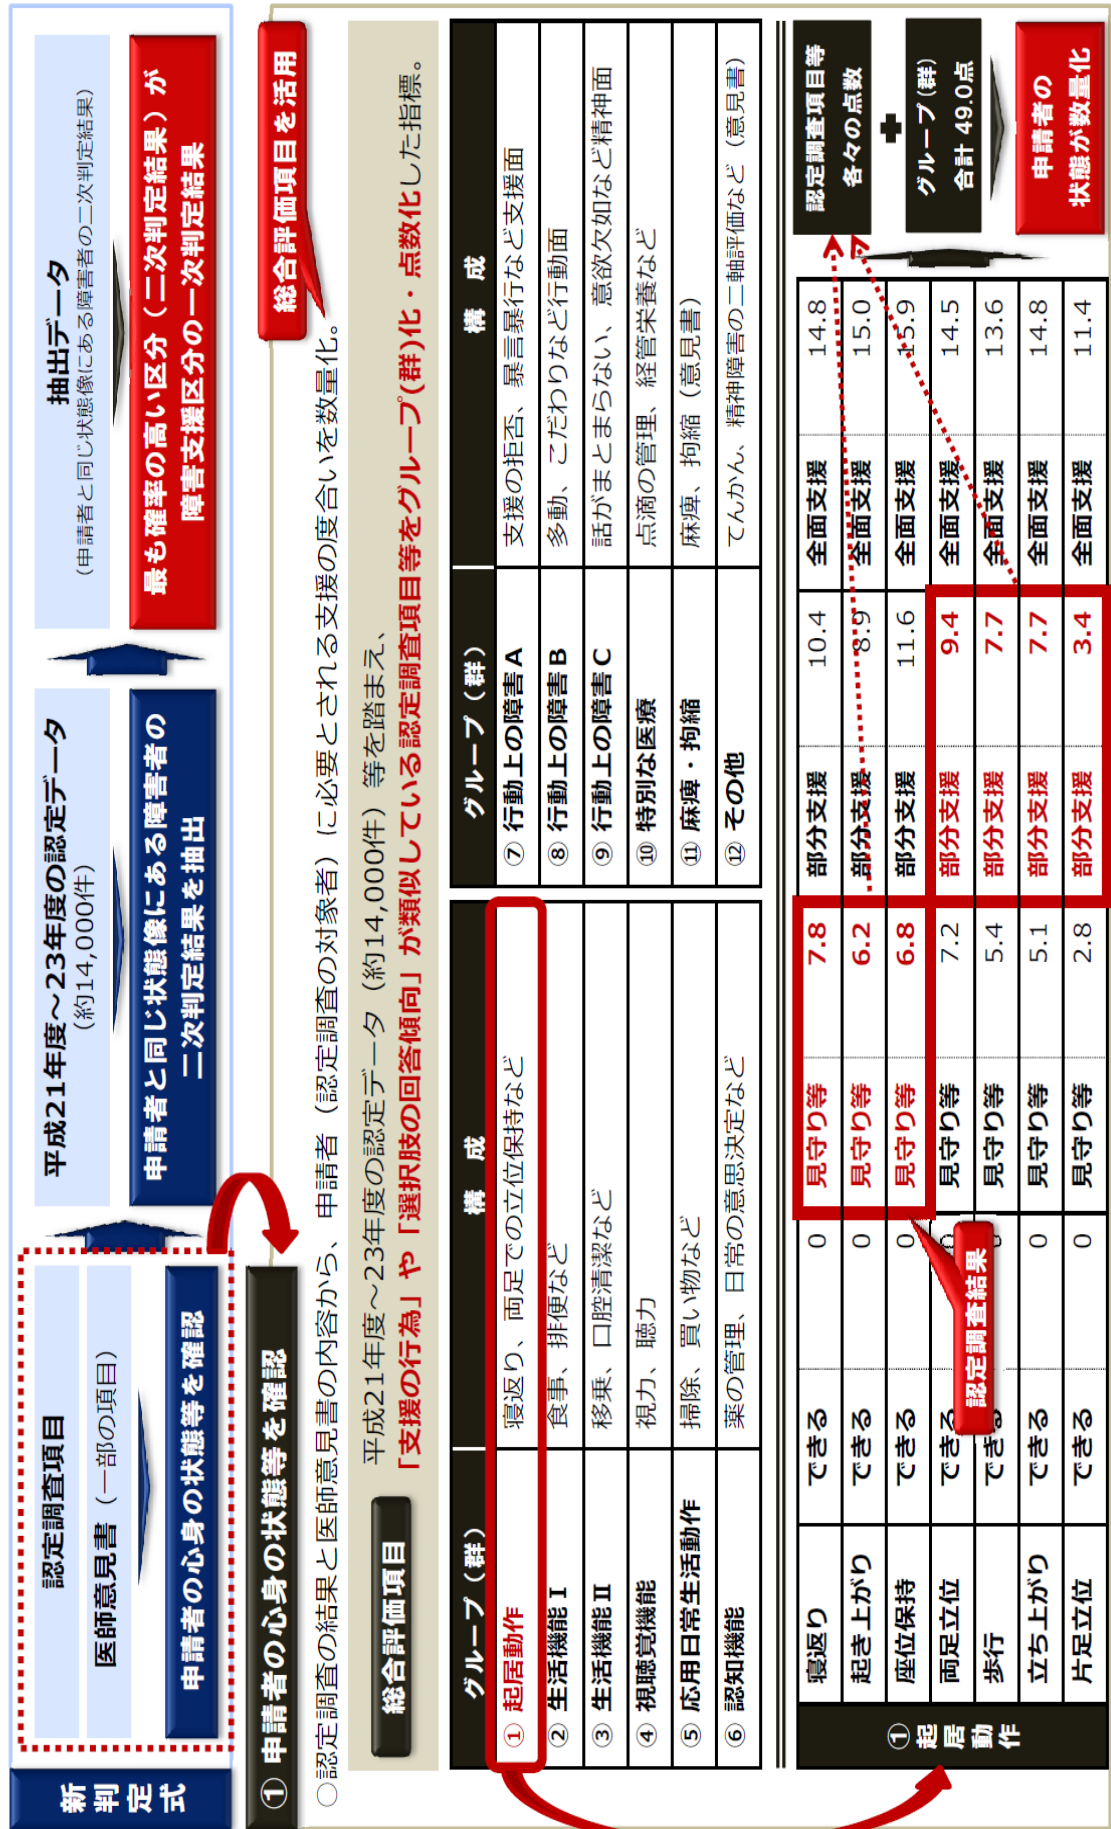 新判定式
認定調査項目
医師意見書（一部の項目）
申請者の心身の状態等を確認
平成21年度～23年度の認定データ
（約14,000件）
申請者と同じ状態像にある障害者の
二次判定結果を抽出
抽出データ
（申請者と同じ状態像にある障害者の二次判定結果）
最も確率の高い区分（二次判定結果）が
障害支援区分の一次判定結果
① 申請者の心身の状態等を確認
総合評価項目を活用
○認定調査の結果と医師意見書の内容から、申請者（認定調査の対象者）に必要とされる支援の度合いを数量化。
総合評価項目
平成21年度～23年度の認定データ（約14,000件）等を踏まえ、
「支援の行為」や「選択肢の回答傾向」が類似している認定調査項目等をグループ(群)化・点数化した指標。
グループ（群） 構 成
① 起居動作 寝返り、両足での立位保持など
② 生活機能Ⅰ 食事、排便など
③ 生活機能Ⅱ 移乗、口腔清潔など
④ 視聴覚機能 視力、聴力
⑤ 応用日常生活動作 掃除、買い物など
⑥ 認知機能 薬の管理、日常の意思決定など
グループ（群） 構 成
⑦ 行動上の障害A 支援の拒否、暴言暴行など支援面
⑧ 行動上の障害B 多動、こだわりなど行動面
⑨ 行動上の障害C 話がまとまらない、意欲欠如など精神面
⑩ 特別な医療 点滴の管理、経管栄養など
⑪ 麻痺・拘縮 麻痺、拘縮（意見書）
⑫ その他 てんかん、精神障害の二軸評価など（意見書）
① 起居動作
寝返り できる 0 見守り等 7.8 部分支援 10.4 全面支援 14.8
起き上がり できる 0 見守り等 6.2 部分支援 8.9 全面支援 15.0
座位保持 できる 0 見守り等 6.8 部分支援 11.6 全面支援 15.9
両足立位 できる 0 見守り等 7.2 部分支援 9.4 全面支援 14.5
歩行 できる 0 見守り等 5.4 部分支援 7.7 全面支援 13.6
立ち上がり できる 0 見守り等 5.1 部分支援 7.7 全面支援 14.8
片足立位 できる 0 見守り等 2.8 部分支援 3.4 全面支援 11.4
認定調査結果
認定調査項目等
各々の点数
グループ(群)
合計 49.0点
申請者の
状態が数量化